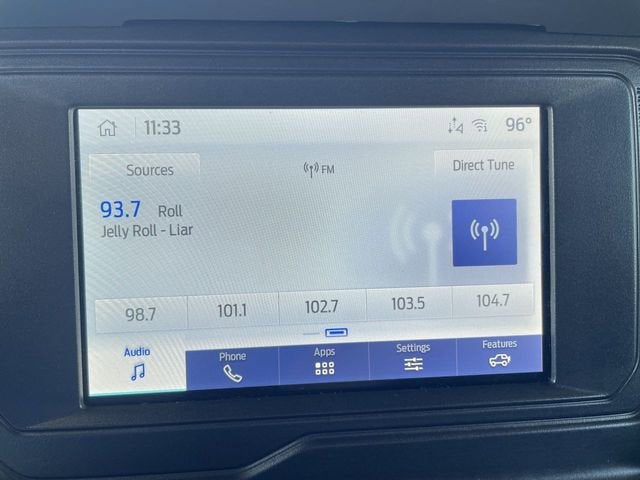 11:33
96°
Sources
FM
Direct Tune
93.7 Roll
Jelly Roll - Liar
98.7
101.1
102.7
103.5
104.7
Audio
Phone
Apps
Settings
Features